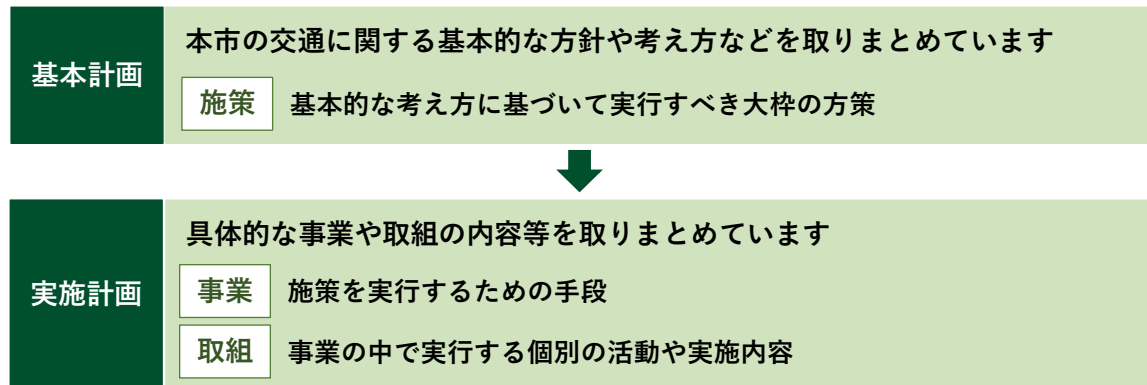 基本計画
本市の交通に関する基本的な方針や考え方などを取りまとめています
施策 基本的な考え方に基づいて実行すべき大枠の方策
実施計画
具体的な事業や取組の内容等を取りまとめています
事業 施策を実行するための手段
取組 事業の中で実行する個別の活動や実施内容